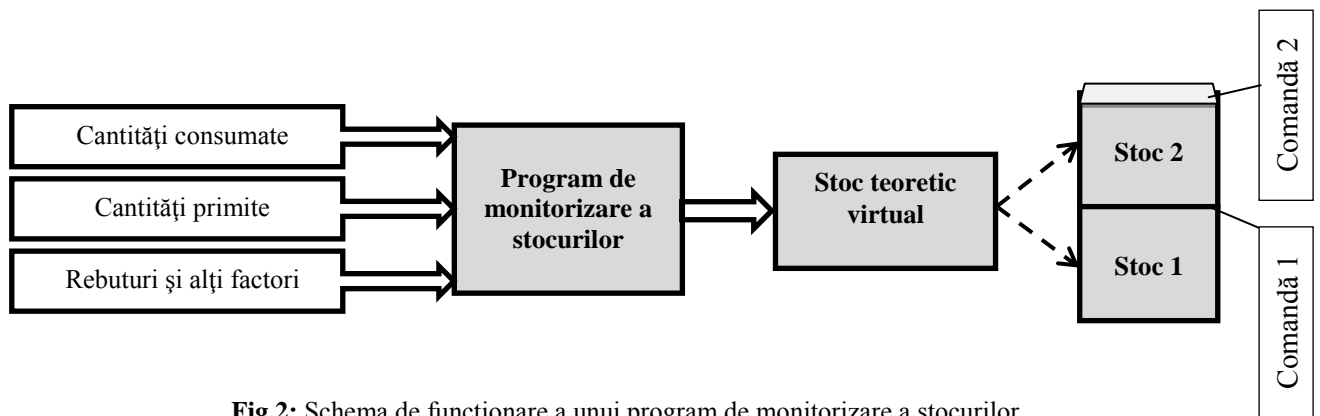 Cantităţi consumate
Cantităţi primite
Rebuturi şi alţi factori
Program de
monitorizare a
stocurilor
Stoc teoretic
virtual
Stoc 2
Stoc 1
Comandă 2
Comandă 1
Fig 2: Schema de funcţionare a unui program de monitorizare a stocurilor